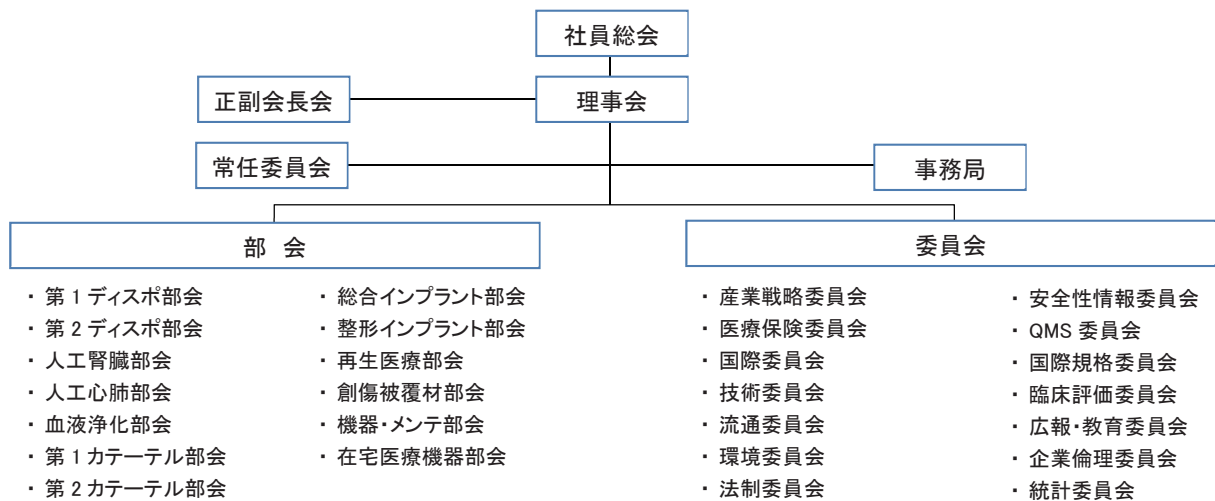 社員総会
正副会長会
理事会
常任委員会
事務局
部 会
・ 第 1 ディスポ部会
・ 第 2 ディスポ部会
・ 人工腎臓部会
・ 人工心肺部会
・ 血液浄化部会
・ 第 1 カテーテル部会
・ 第 2 カテーテル部会
・ 総合インプラント部会
・ 整形インプラント部会
・ 再生医療部会
・ 創傷被覆材部会
・ 機器・メンテ部会
・ 在宅医療機器部会
委員会
・ 産業戦略委員会
・ 医療保険委員会
・ 国際委員会
・ 技術委員会
・ 流通委員会
・ 環境委員会
・ 法制委員会
・ 安全性情報委員会
・ QMS 委員会
・ 国際規格委員会
・ 臨床評価委員会
・ 広報・教育委員会
・ 企業倫理委員会
・ 統計委員会